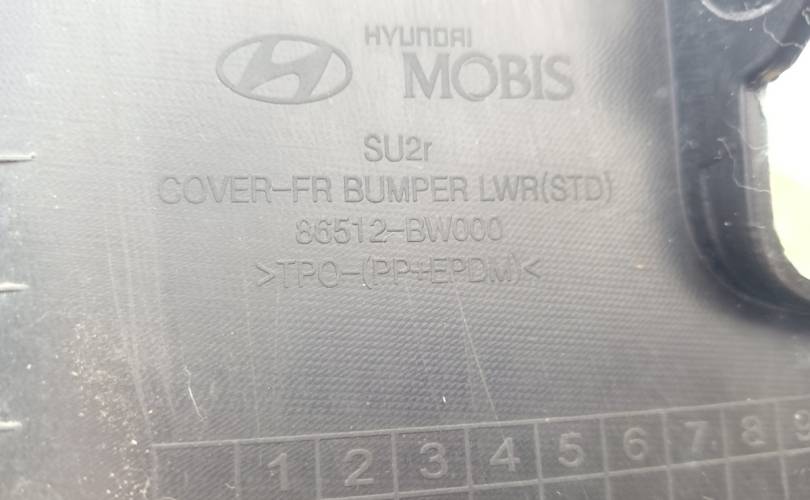 HYUNDAI
MOBIS
SU2r
COVER-FR BUMPER LWR(STD)
86512-BW000
>TPO-(PP+EPDM)<
1 2 3 4 5 6 7 8 9